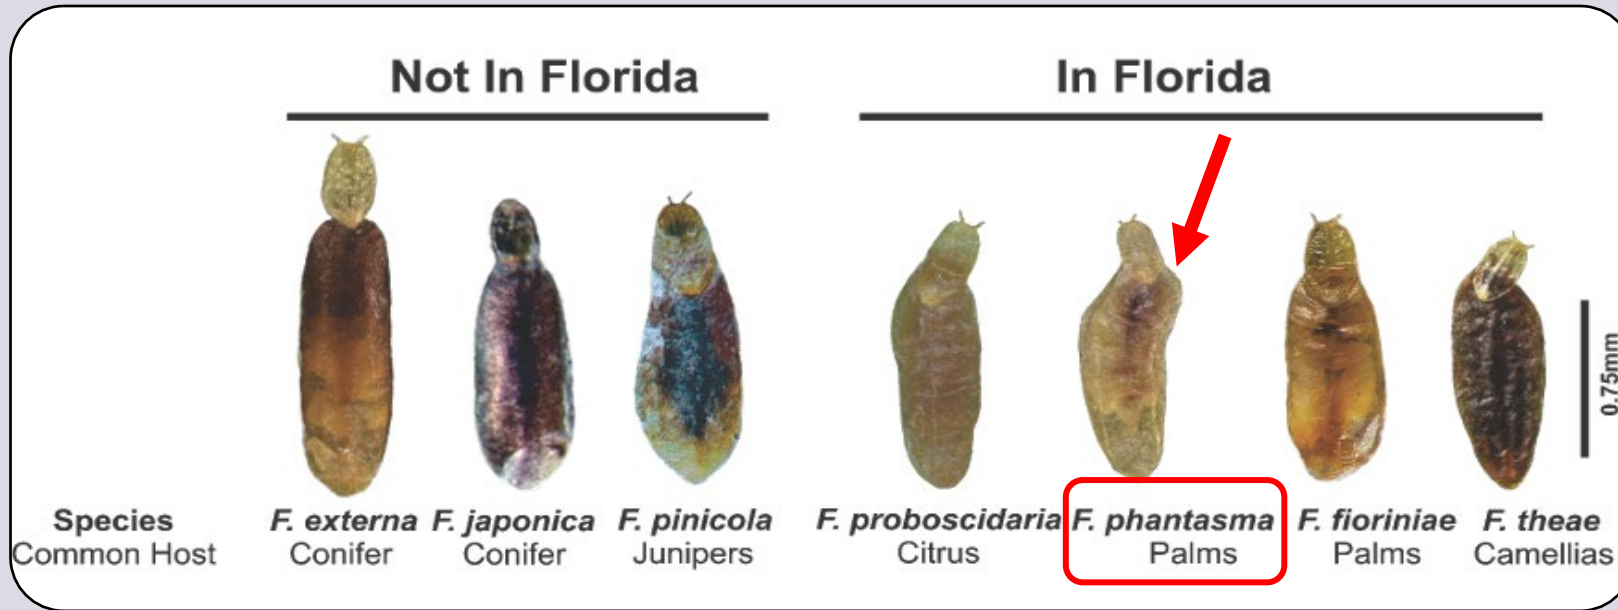 Not In Florida
In Florida
0.75mm
Species F. externa F. japonica F. pinicola F. proboscidaria F. phantasma F. fioriniae F. theae
Common Host Conifer Conifer Junipers Citrus Palms Palms Camellias